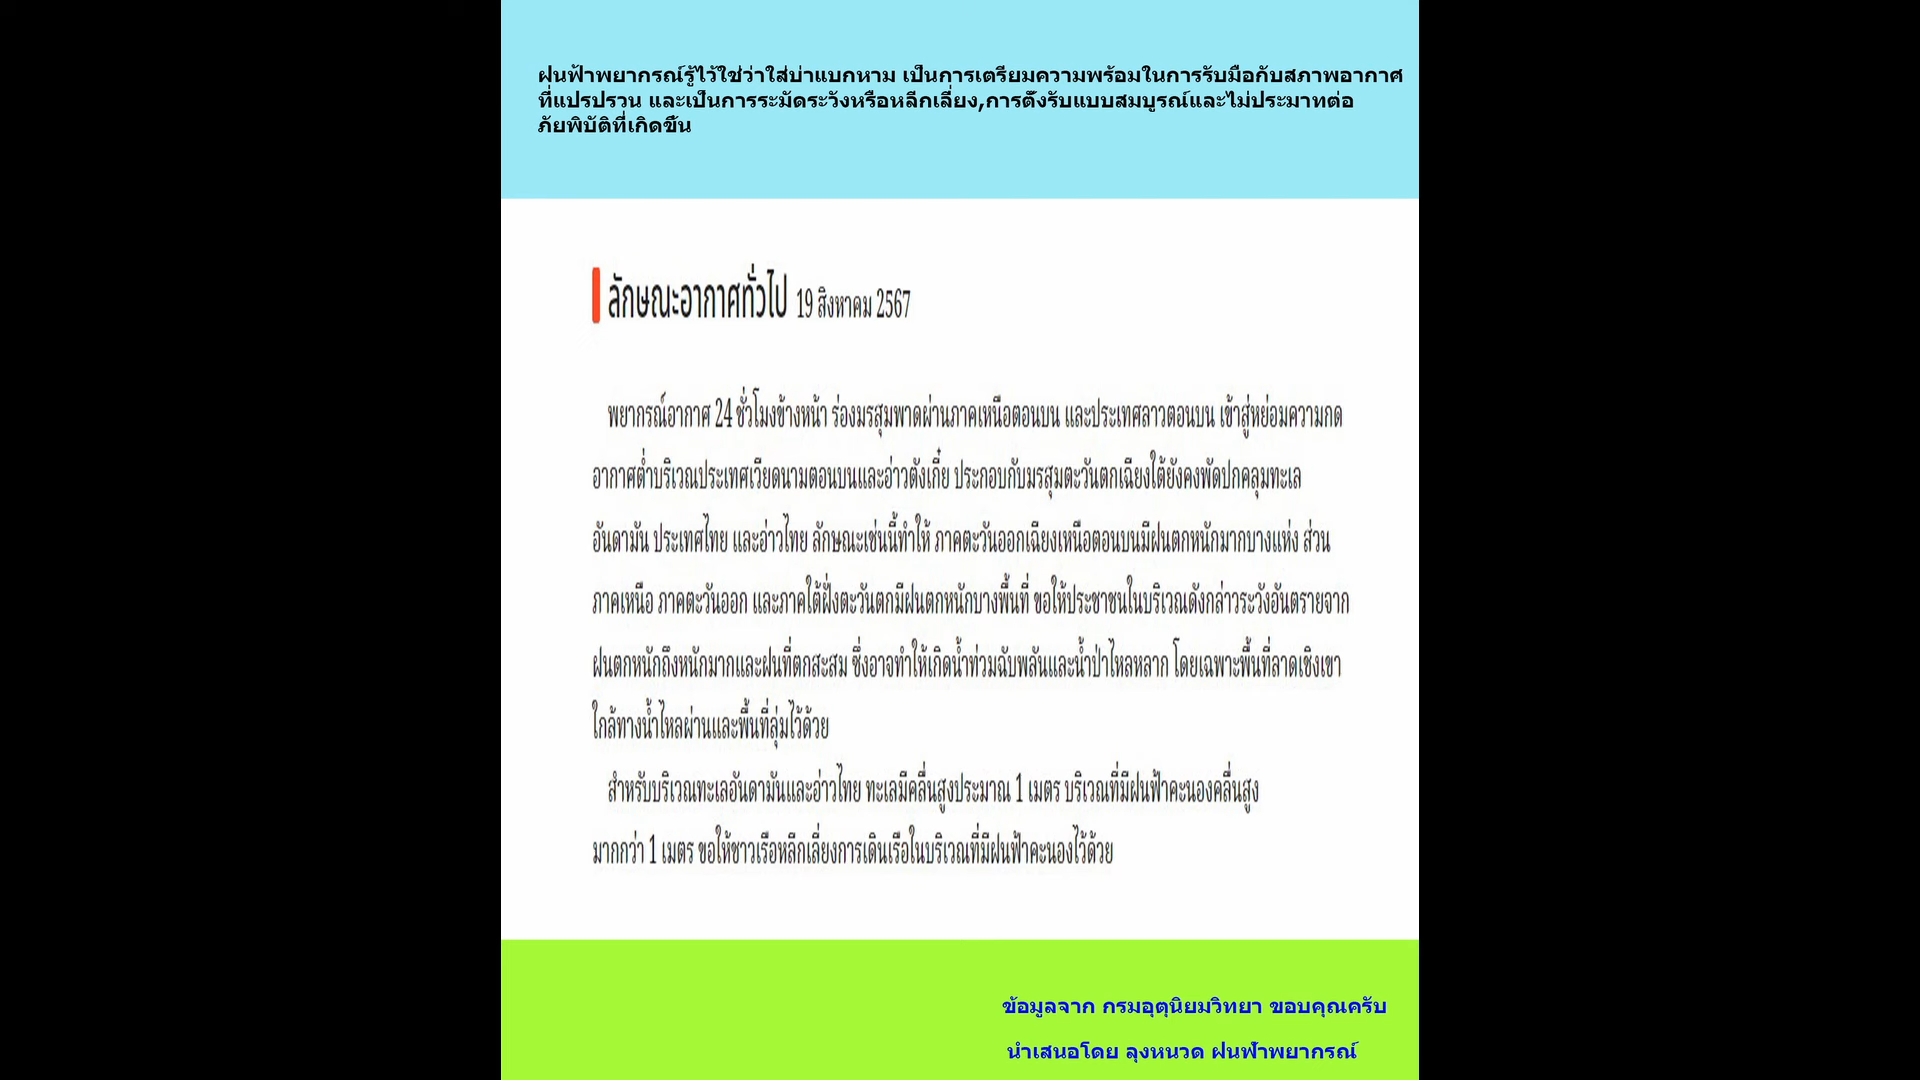 ฝนฟ้าพยากรณ์รู้ไว้ใช่ว่าใส่บ่าแบกหาม เป็นการเตรียมความพร้อมในการรับมือกับสภาพอากาศ
ที่แปรปรวน และเป็นการระมัดระวังหรือหลีกเลี่ยง,การตั้งรับแบบสมบูรณ์และไม่ประมาทต่อ
ภัยพิบัติที่เกิดขึ้น
ลักษณะอากาศทั่วไป 19 สิงหาคม 2567
พยากรณ์อากาศ 24 ชั่วโมงข้างหน้า ร่องมรสุมพาดผ่านภาคเหนือตอนบน และประเทศลาวตอนบน เข้าสู่หย่อมความกด
อากาศต่ำบริเวณประเทศเวียดนามตอนบนและอ่าวตังเกี๋ย ประกอบกับมรสุมตะวันตกเฉียงใต้ยังคงพัดปกคลุมทะเล
อันดามัน ประเทศไทย และอ่าวไทย ลักษณะเช่นนี้ทำให้ ภาคตะวันออกเฉียงเหนือตอนบนมีฝนตกหนักมากบางแห่ง ส่วน
ภาคเหนือ ภาคตะวันออก และภาคใต้ฝั่งตะวันตกมีฝนตกหนักบางพื้นที่ ขอให้ประชาชนในบริเวณดังกล่าวระวังอันตรายจาก
ฝนตกหนักถึงหนักมากและฝนที่ตกสะสม ซึ่งอาจทำให้เกิดน้ำท่วมฉับพลันและน้ำป่าไหลหลาก โดยเฉพาะพื้นที่ลาดเชิงเขา
ใกล้ทางน้ำไหลผ่านและพื้นที่ลุ่มไว้ด้วย
สำหรับบริเวณทะเลอันดามันและอ่าวไทย ทะเลมีคลื่นสูงประมาณ 1 เมตร บริเวณที่มีฝนฟ้าคะนองคลื่นสูง
มากกว่า 1 เมตร ขอให้ชาวเรือหลีกเลี่ยงการเดินเรือในบริเวณที่มีฝนฟ้าคะนองไว้ด้วย
ข้อมูลจาก กรมอุตุนิยมวิทยา ขอบคุณครับ
นำเสนอโดย ลุงหนวด ฝนฟ้าพยากรณ์